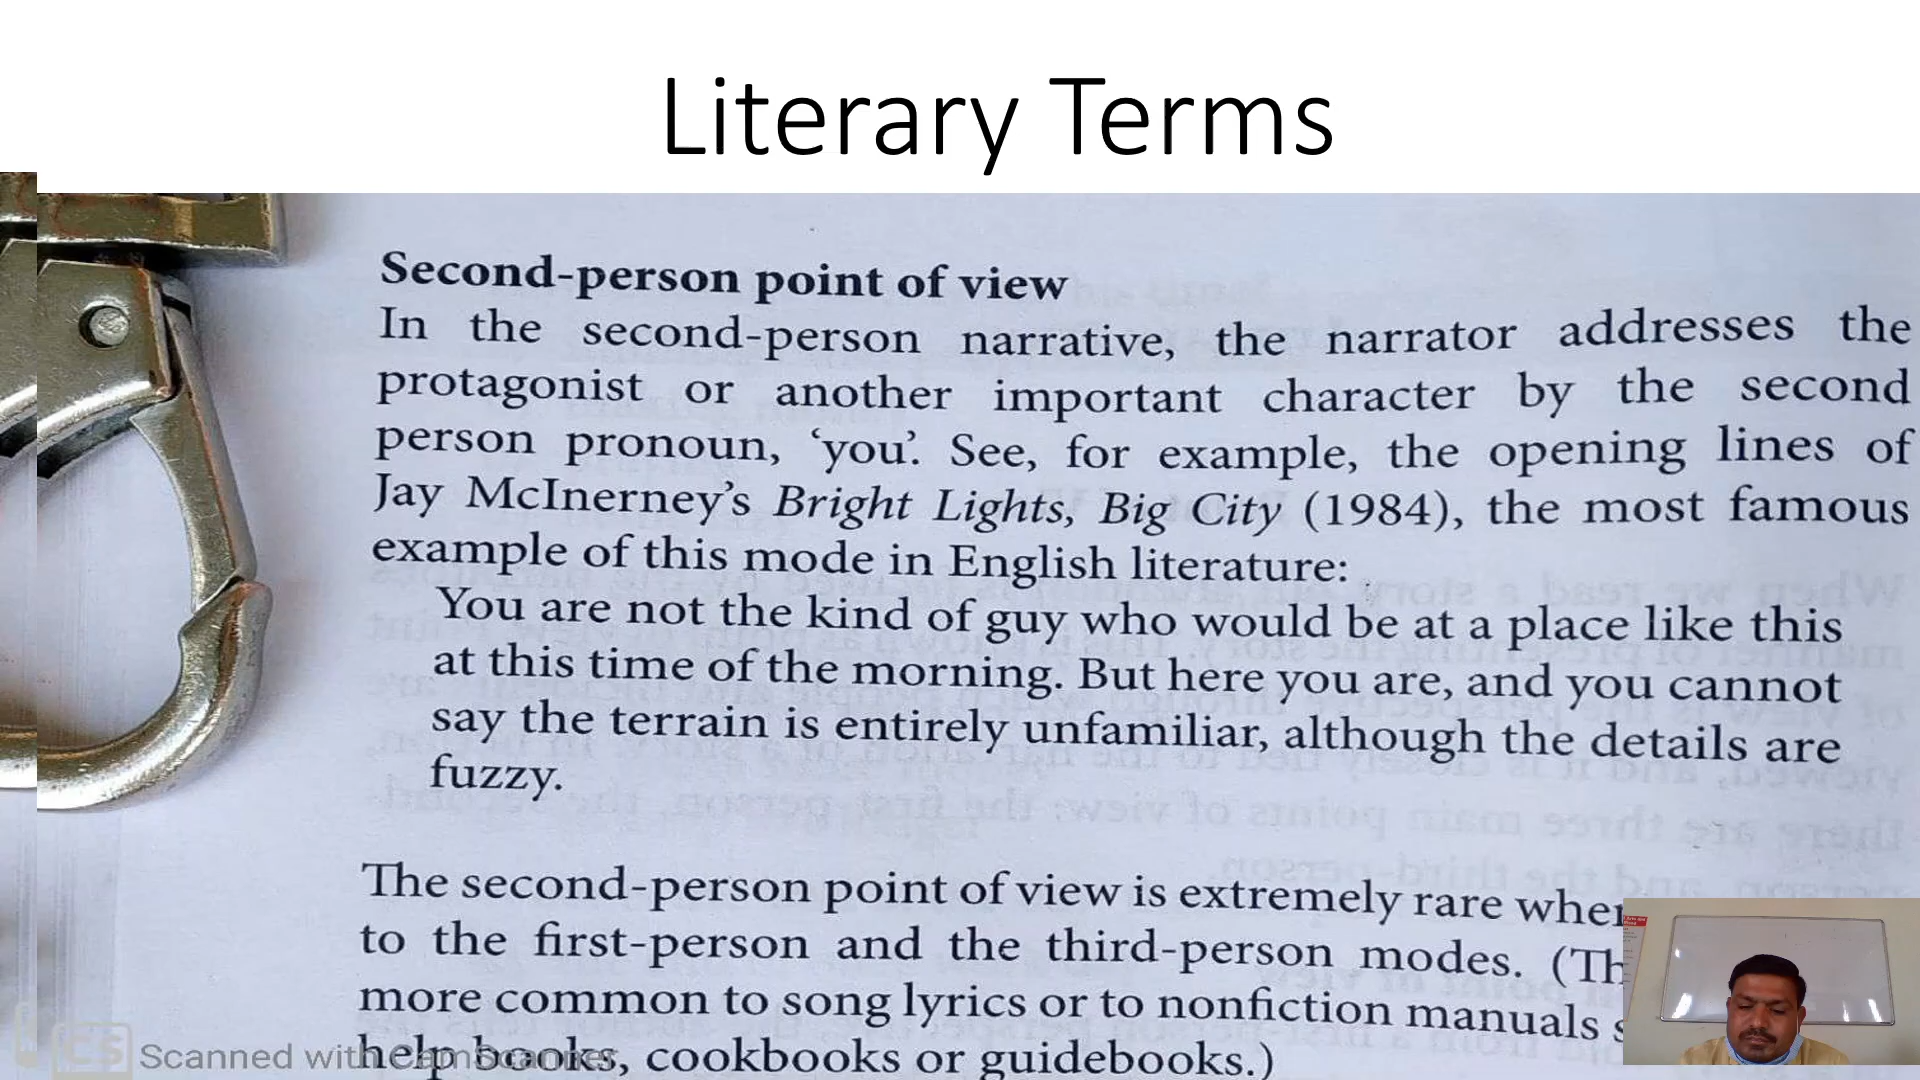 Literary Terms
Second-person point of view
In the second-person narrative, the narrator addresses the
protagonist or another important character by the second
person pronoun, ‘you’. See, for example, the opening lines of
Jay McInerney’s Bright Lights, Big City (1984), the most famous
example of this mode in English literature:
You are not the kind of guy who would be at a place like this
at this time of the morning. But here you are, and you cannot
say the terrain is entirely unfamiliar, although the details are
fuzzy.
The second-person point of view is extremely rare
to the first-person and the third-person modes.
more common to song lyrics or to nonfiction manuals
help books, cookbooks or guidebooks.)
CS Scanned with CamScanner